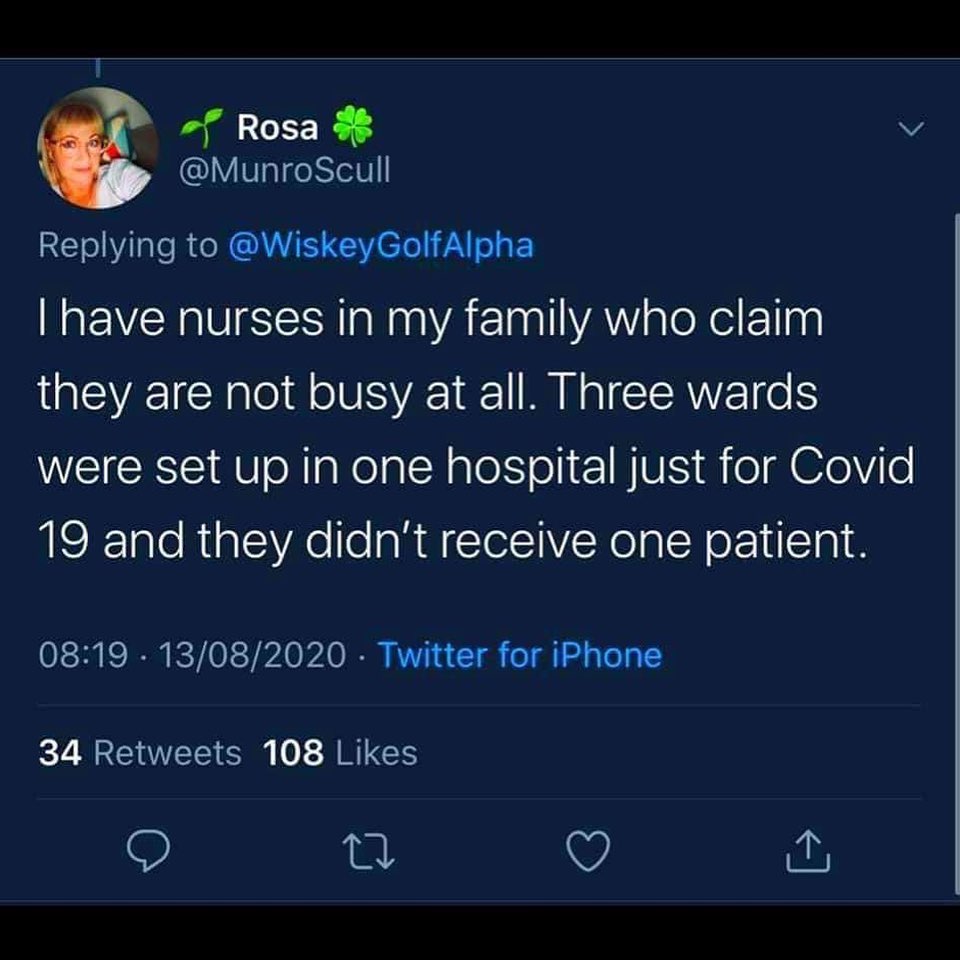 🌱 Rosa 🍀
@MunroScull
Replying to @WiskeyGolfAlpha
I have nurses in my family who claim
they are not busy at all. Three wards
were set up in one hospital just for Covid
19 and they didn’t receive one patient.
08:19 · 13/08/2020 · Twitter for iPhone
34 Retweets 108 Likes